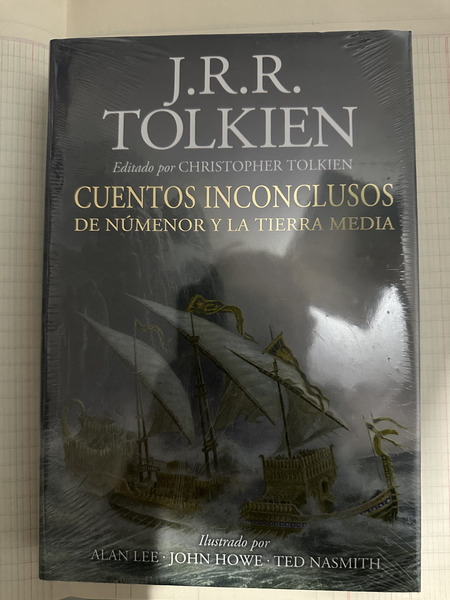 J.R.R.
TOLKIEN
Editado por CHRISTOPHER TOLKIEN
CUENTOS INCONCLUSOS
DE NÚMENOR Y LA TIERRA MEDIA
Ilustrado por
ALAN LEE · JOHN HOWE · TED NASMITH